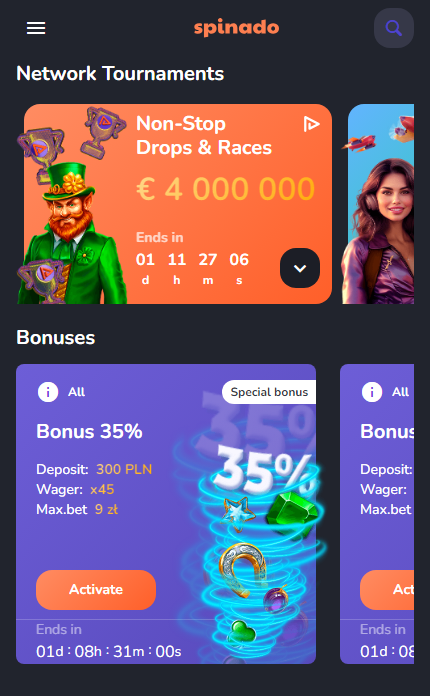 spinado
Network Tournaments
Non-Stop
Drops & Races
€ 4 000 000
Ends in
01 11 27 06
d h m s
Bonuses
All
Special bonus
Bonus 35%
35%
35%
Deposit: 300 PLN
Wager: x45
Max.bet 9 zł
Activate
Ends in
01d : 08h : 31m : 00s
All
Bonus
Deposit:
Wager:
Max.bet
Act
Ends in
01d : 08